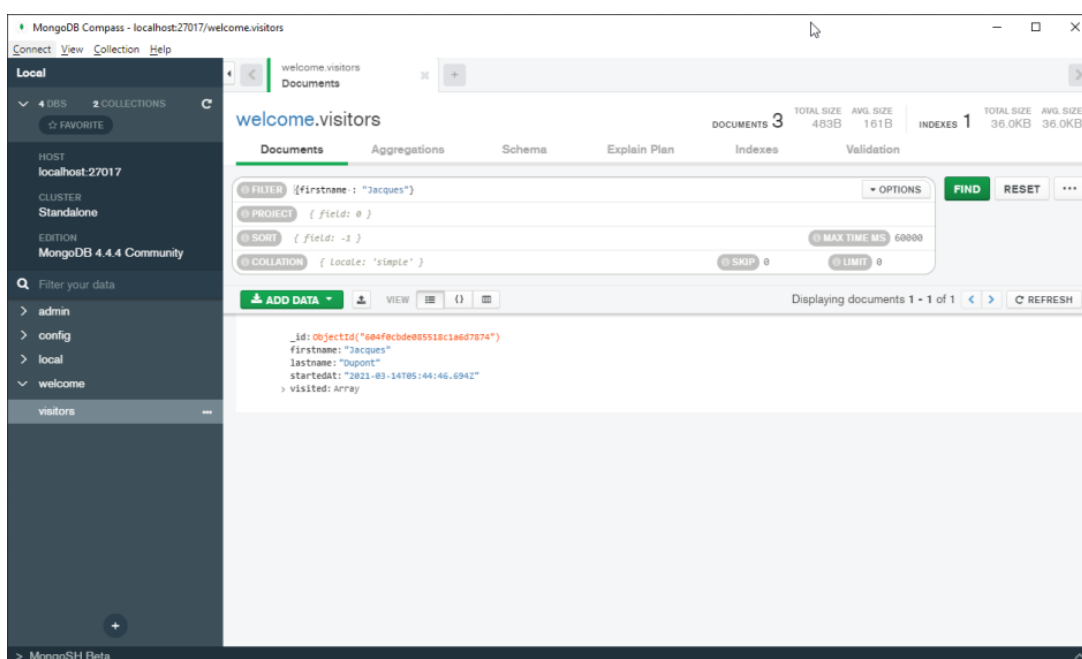 MongoDB Compass - localhost:27017/welcome.visitors
Connect View Collection Help
Local
4 DBS 2 COLLECTIONS
FAVORITE
HOST
localhost:27017
CLUSTER
Standalone
EDITION
MongoDB 4.4.4 Community
Filter your data
admin
config
local
welcome
visitors
welcome.visitors
Documents
welcome.visitors
DOCUMENTS 3
TOTAL SIZE AVG. SIZE
483B 161B
INDEXES 1
TOTAL SIZE AVG. SIZE
36.0KB 36.0KB
Documents Aggregations Schema Explain Plan Indexes Validation
FILTER {firstname : "Jacques"} OPTIONS FIND RESET
PROJECT { field: 0 }
SORT { field: -1 } MAX TIME MS 60000
COLLATION { locale: 'simple' } SKIP 0 LIMIT 0
ADD DATA VIEW {} Displaying documents 1 - 1 of 1 REFRESH
_id: ObjectId("604f0cbde085518c1a6d7874")
firstname: "Jacques"
lastname: "Dupont"
startedAt: "2021-03-14T05:44:46.694Z"
> visited: Array
> MongoSH Beta